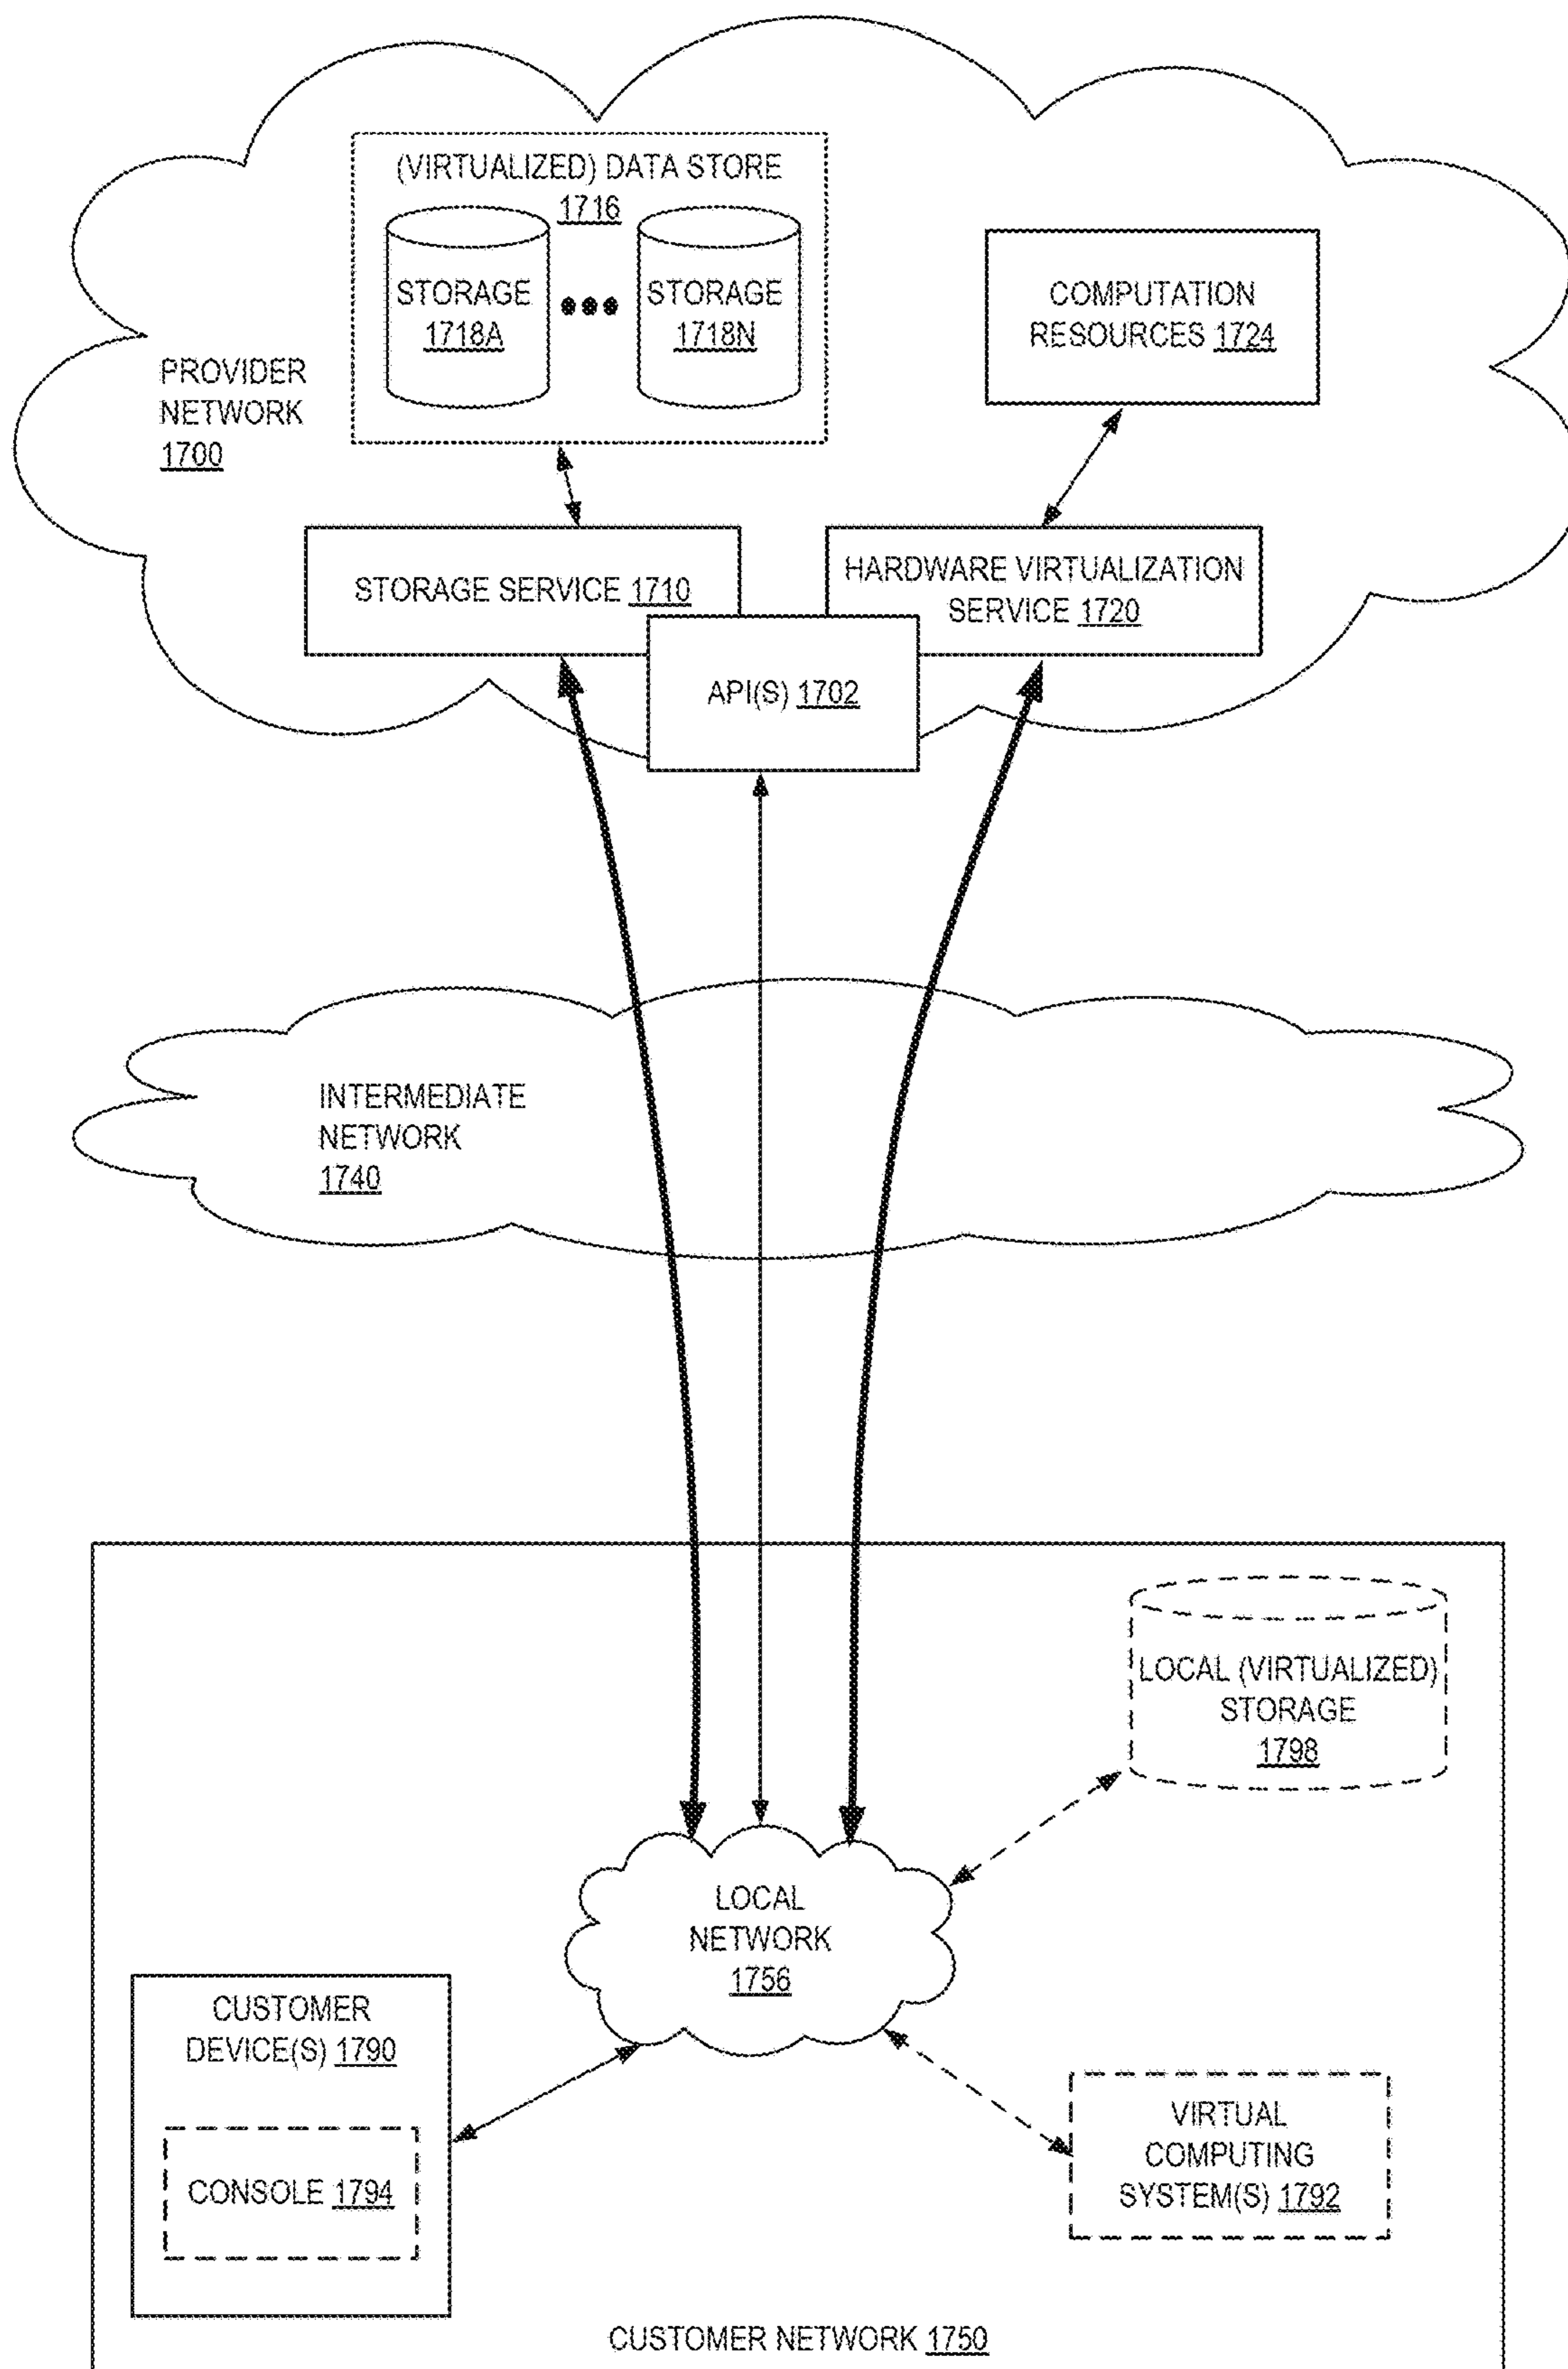 (VIRTUALIZED) DATA STORE
1716
STORAGE
1718A
STORAGE
1718N
COMPUTATION
RESOURCES 1724
PROVIDER
NETWORK
1700
STORAGE SERVICE 1710
HARDWARE VIRTUALIZATION
SERVICE 1720
API(S) 1702
INTERMEDIATE
NETWORK
1740
LOCAL (VIRTUALIZED)
STORAGE
1798
LOCAL
NETWORK
1756
CUSTOMER
DEVICE(S) 1790
CONSOLE 1794
VIRTUAL
COMPUTING
SYSTEM(S) 1792
CUSTOMER NETWORK 1750